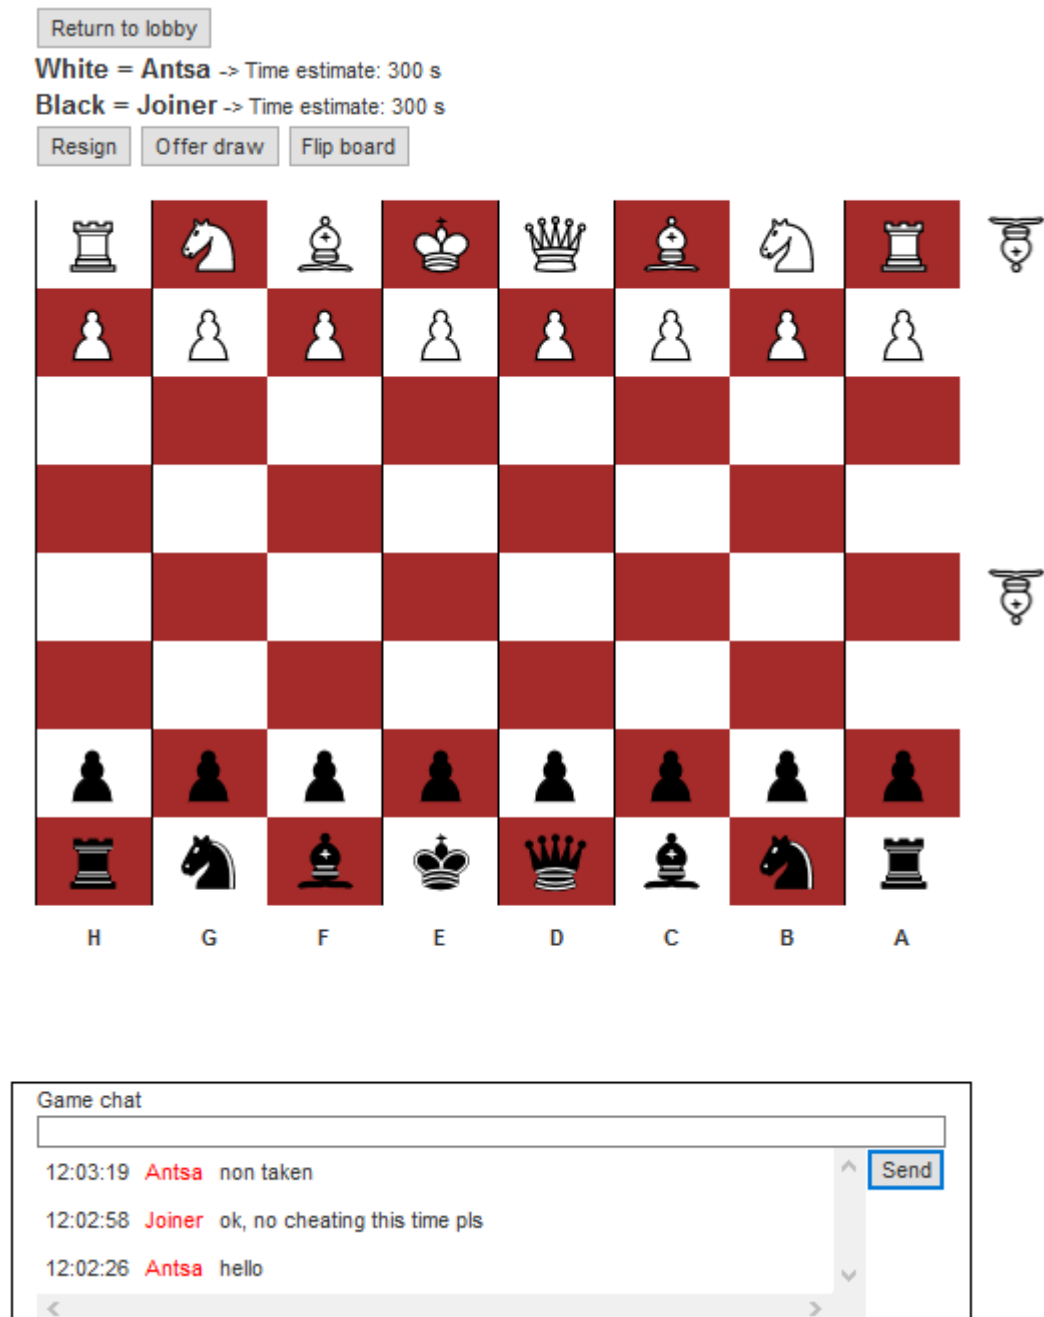 Return to lobby
White = Antsa -> Time estimate: 300 s
Black = Joiner -> Time estimate: 300 s
Resign Offer draw Flip board
H G F E D C B A
Game chat
12:03:19 Antsa non taken
Send
12:02:58 Joiner ok, no cheating this time pls
12:02:26 Antsa hello